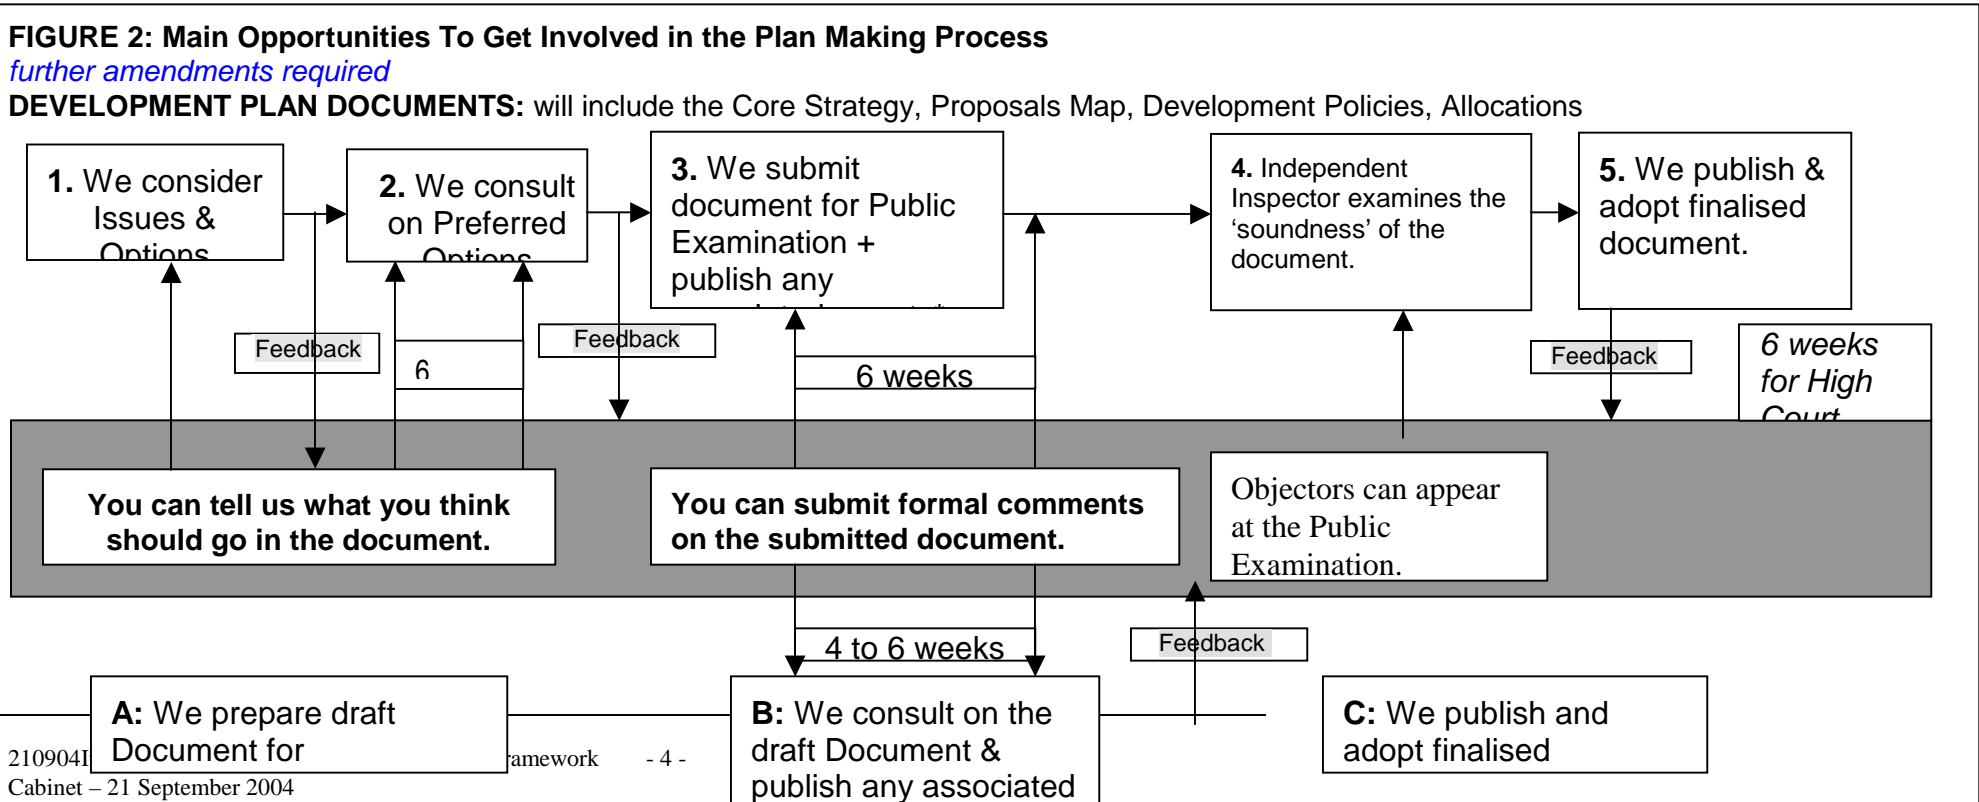 FIGURE 2: Main Opportunities To Get Involved in the Plan Making Process
further amendments required
DEVELOPMENT PLAN DOCUMENTS: will include the Core Strategy, Proposals Map, Development Policies, Allocations
1. We consider
Issues &
Options
2. We consult
on Preferred
Options
3. We submit
document for Public
Examination +
publish any
4. Independent
Inspector examines the
‘soundness’ of the
document.
5. We publish &
adopt finalised
document.
Feedback
6
Feedback
6 weeks
Feedback
6 weeks
for High
Court
You can tell us what you think
should go in the document.
You can submit formal comments
on the submitted document.
Objectors can appear
at the Public
Examination.
4 to 6 weeks
Feedback
A: We prepare draft
Document for
B: We consult on the
draft Document &
publish any associated
C: We publish and
adopt finalised
210904I ramework - 4 -
Cabinet – 21 September 2004